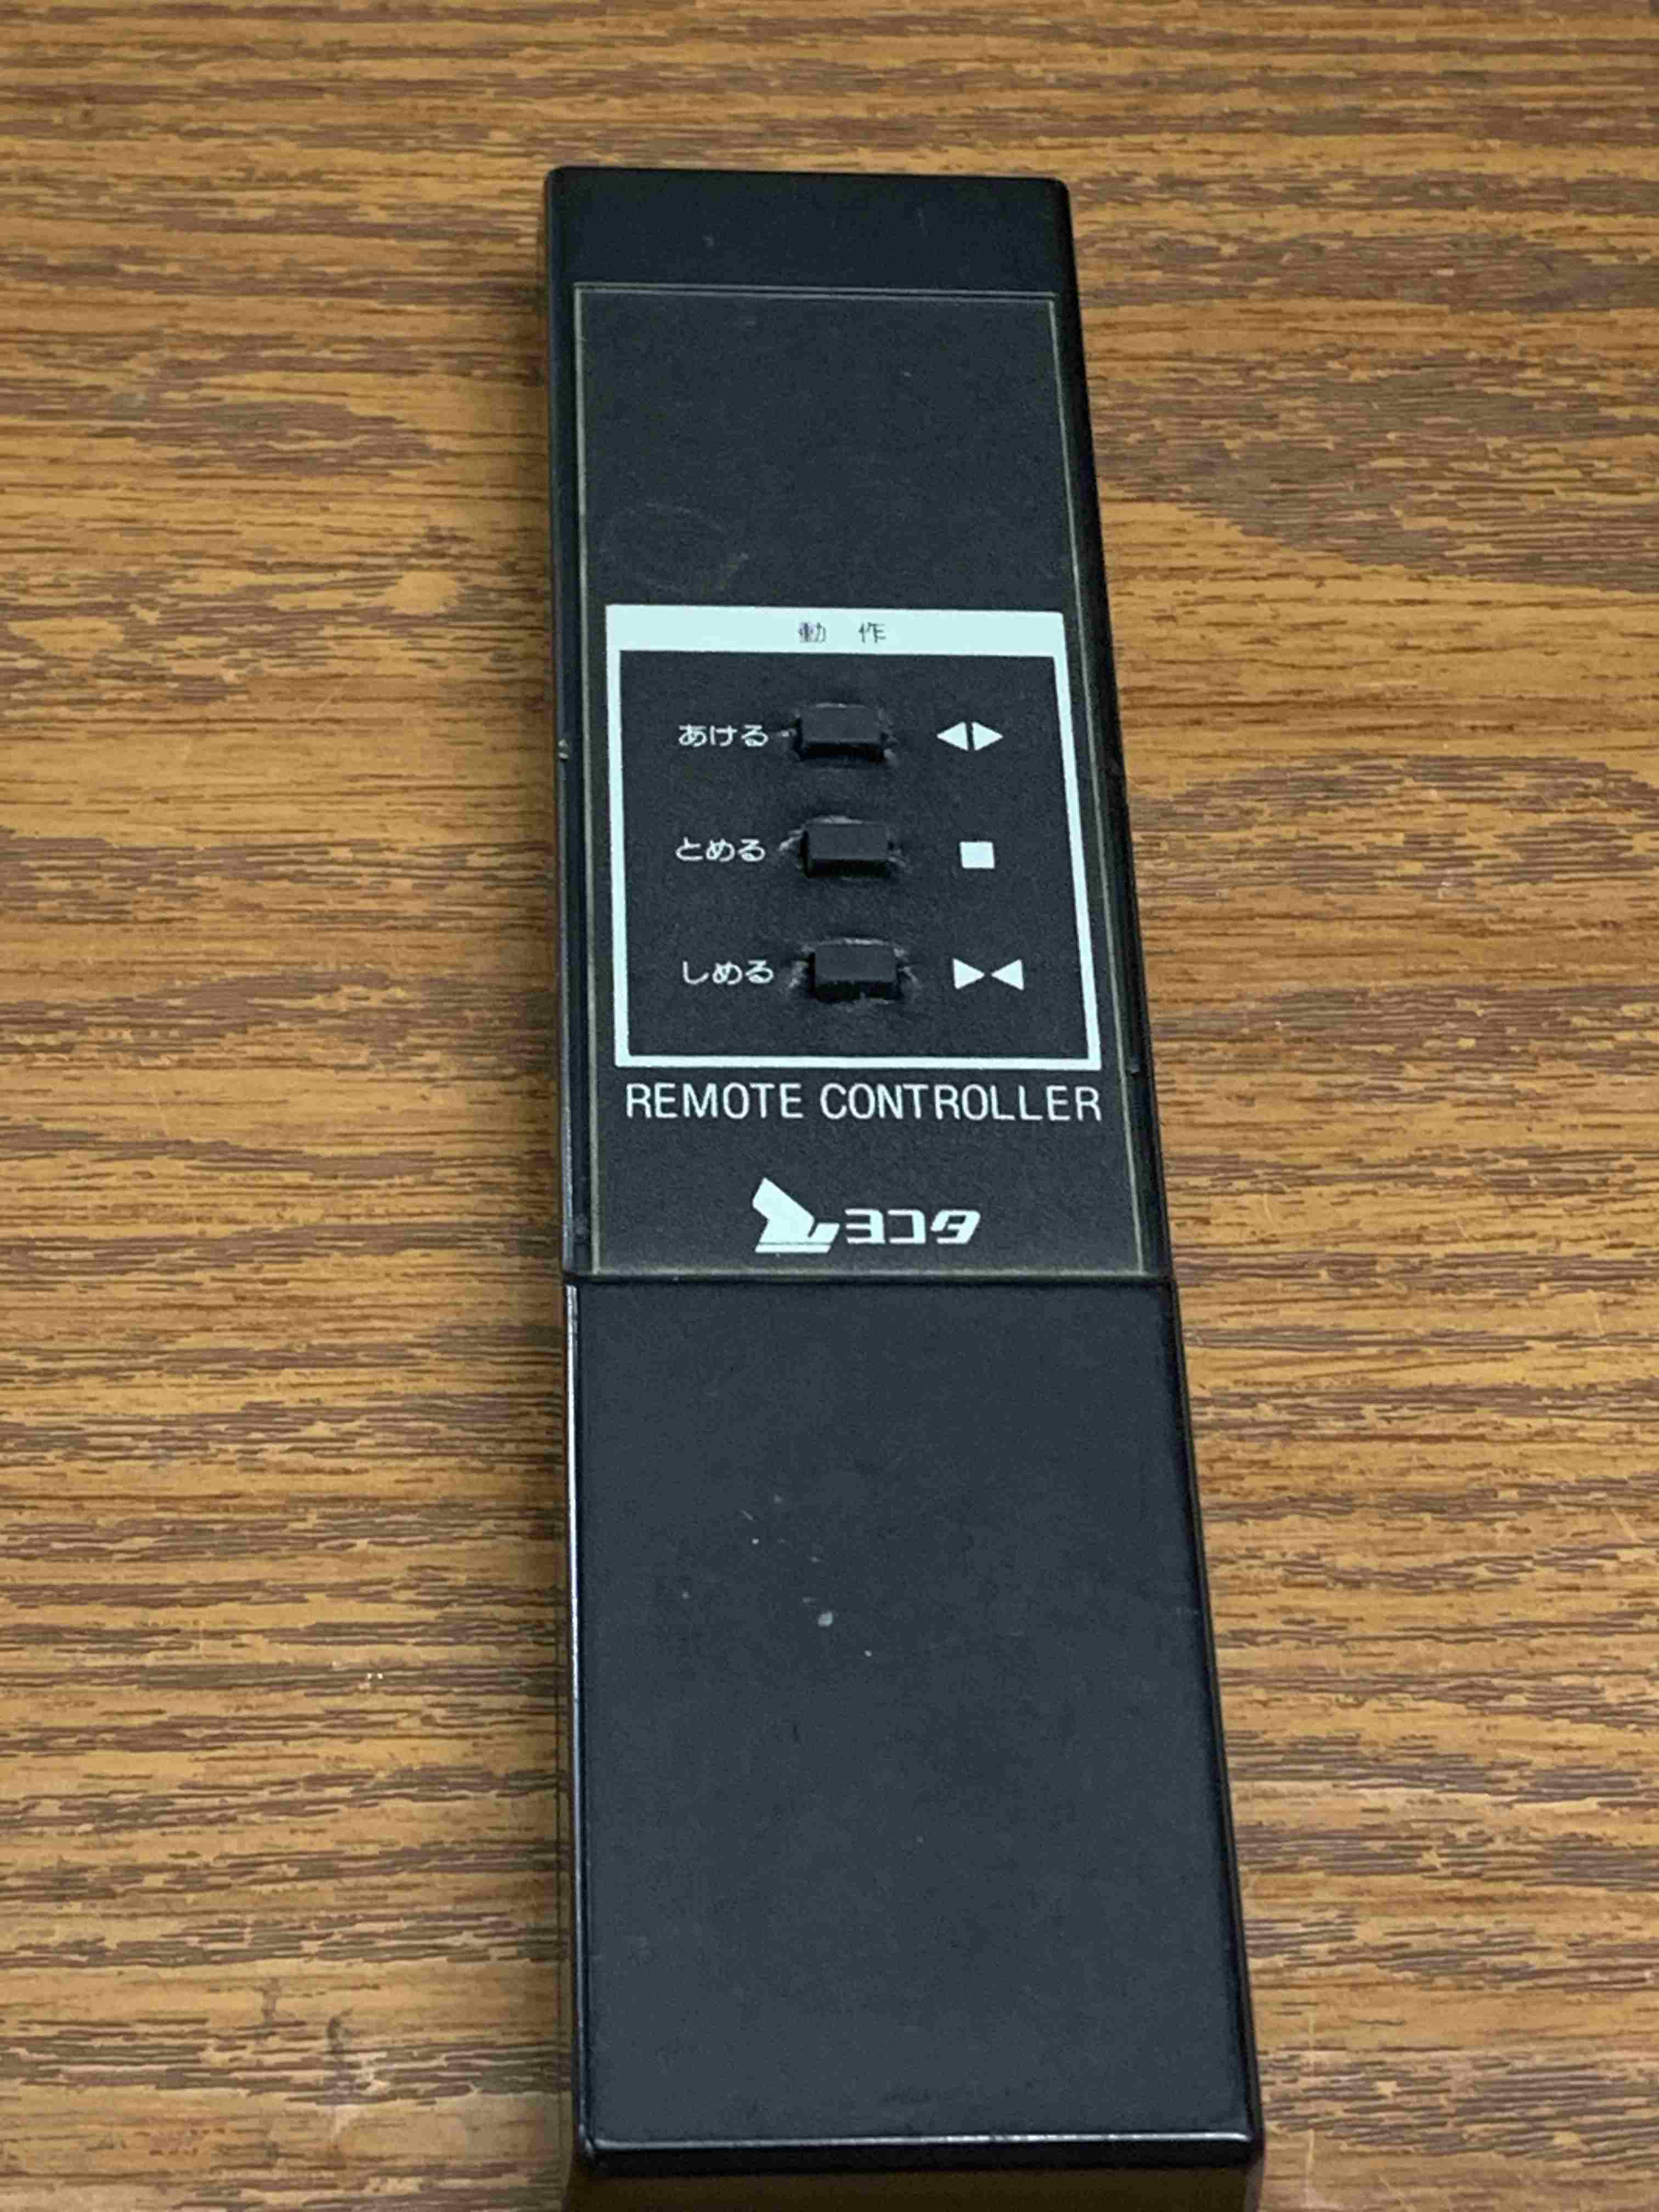 動作
あける
とめる
しめる
REMOTE CONTROLLER
ヨコタ